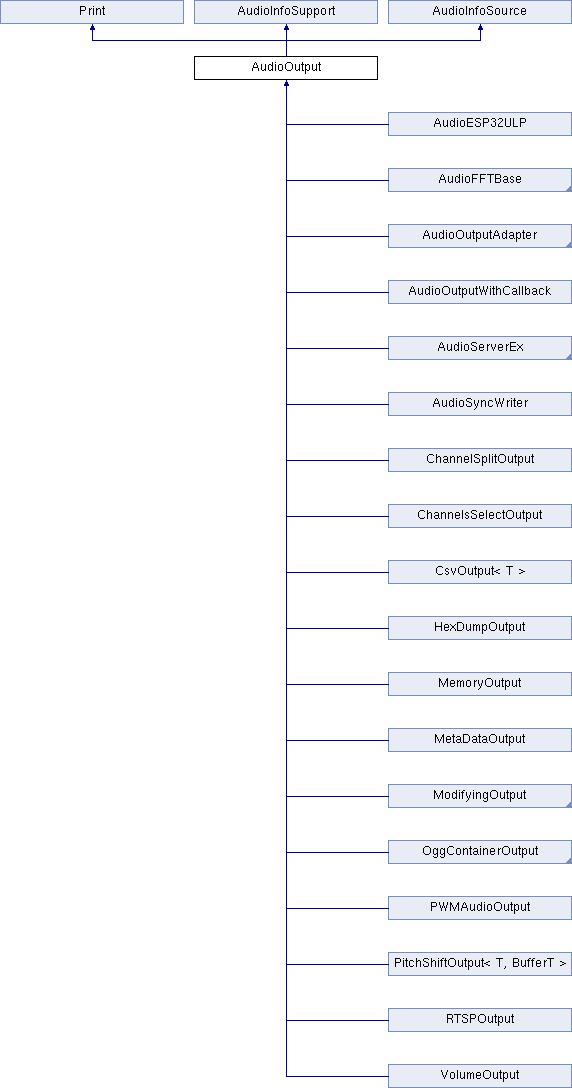 Print AudioInfoSupport AudioInfoSource
AudioOutput
AudioESP32ULP
AudioFFTBase
AudioOutputAdapter
AudioOutputWithCallback
AudioServerEx
AudioSyncWriter
ChannelSplitOutput
ChannelsSelectOutput
CsvOutput< T >
HexDumpOutput
MemoryOutput
MetaDataOutput
ModifyingOutput
OggContainerOutput
PWMAudioOutput
PitchShiftOutput< T, BufferT >
RTSPOutput
VolumeOutput